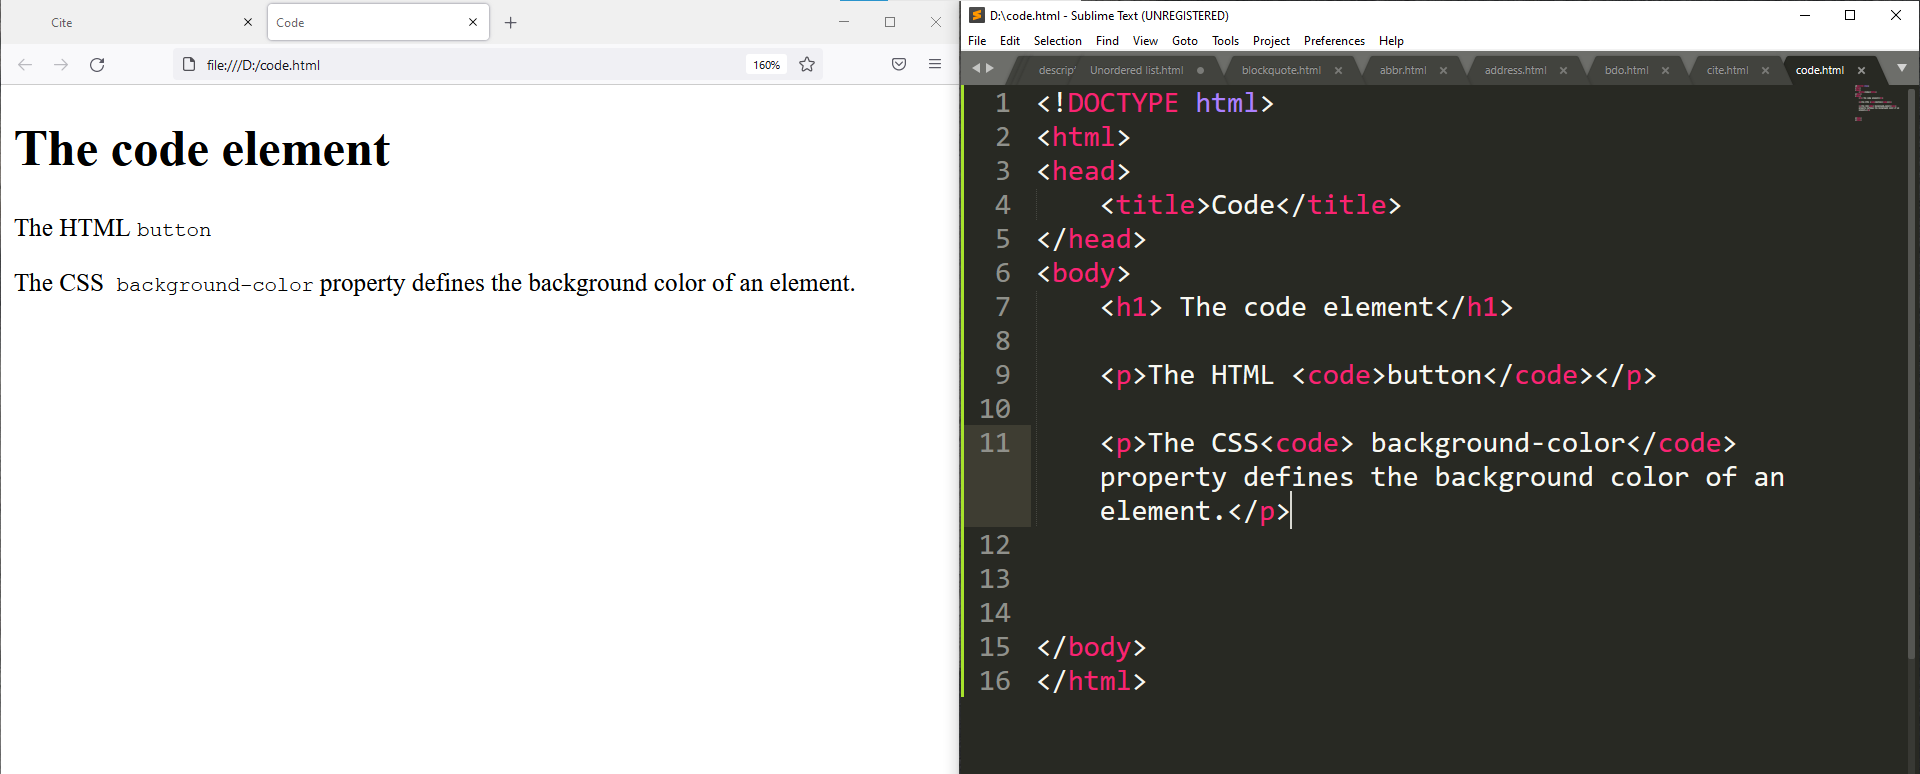 Cite
Code
file:///D:/code.html
160%
The code element
The HTML button
The CSS  background-color property defines the background color of an element.
D:\code.html - Sublime Text (UNREGISTERED)
File Edit Selection Find View Goto Tools Project Preferences Help
descrip Unordered list.html blockquote.html abbr.html address.html bdo.html cite.html code.html
1 <!DOCTYPE html>
2 <html>
3 <head>
4     <title>Code</title>
5 </head>
6 <body>
7     <h1> The code element</h1>
8
9     <p>The HTML <code>button</code></p>
10
11     <p>The CSS<code> background-color</code>
property defines the background color of an
element.</p>
12
13
14
15 </body>
16 </html>